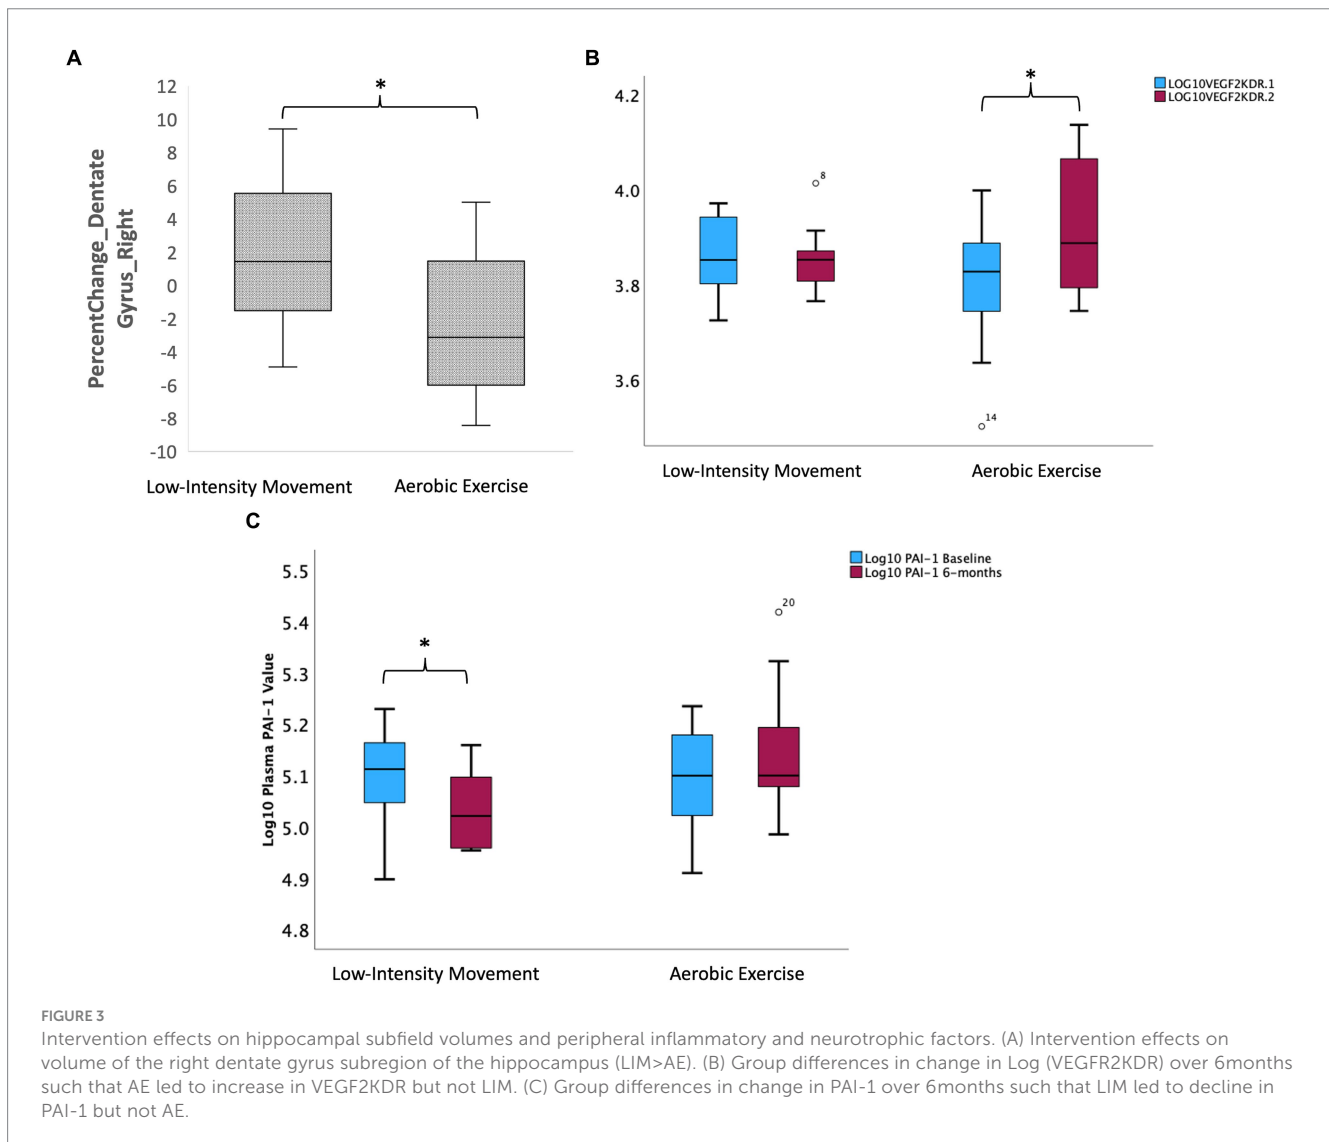 A
*
12
10
8
6
4
2
0
-2
-4
-6
-8
-10
PercentChange_Dentate
Gyrus_Right
Low-Intensity Movement
Aerobic Exercise
B
*
LOG10VEGF2KDR.1
LOG10VEGF2KDR.2
4.2
4.0
3.8
3.6
8
14
Low-Intensity Movement
Aerobic Exercise
C
Log10 PAI-1 Baseline
Log10 PAI-1 6-months
5.5
5.4
5.3
5.2
5.1
5.0
4.9
4.8
Log10 Plasma PAI-1 Value
*
20
Low-Intensity Movement
Aerobic Exercise
FIGURE 3
Intervention effects on hippocampal subfield volumes and peripheral inflammatory and neurotrophic factors. (A) Intervention effects on
volume of the right dentate gyrus subregion of the hippocampus (LIM>AE). (B) Group differences in change in Log (VEGFR2KDR) over 6months
such that AE led to increase in VEGF2KDR but not LIM. (C) Group differences in change in PAI-1 over 6months such that LIM led to decline in
PAI-1 but not AE.